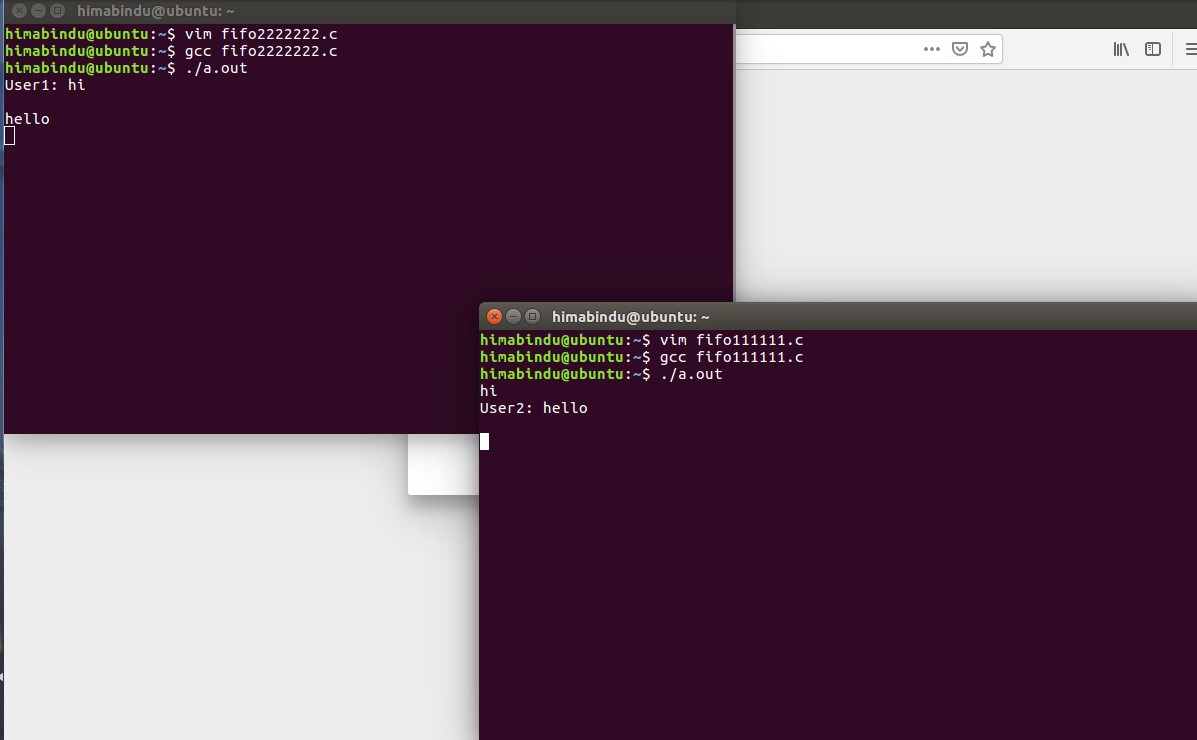 himabindu@ubuntu: ~
himabindu@ubuntu:~$ vim fifo2222222.c
himabindu@ubuntu:~$ gcc fifo2222222.c
himabindu@ubuntu:~$ ./a.out
User1: hi
hello
himabindu@ubuntu: ~
himabindu@ubuntu:~$ vim fifo111111.c
himabindu@ubuntu:~$ gcc fifo111111.c
himabindu@ubuntu:~$ ./a.out
hi
User2: hello